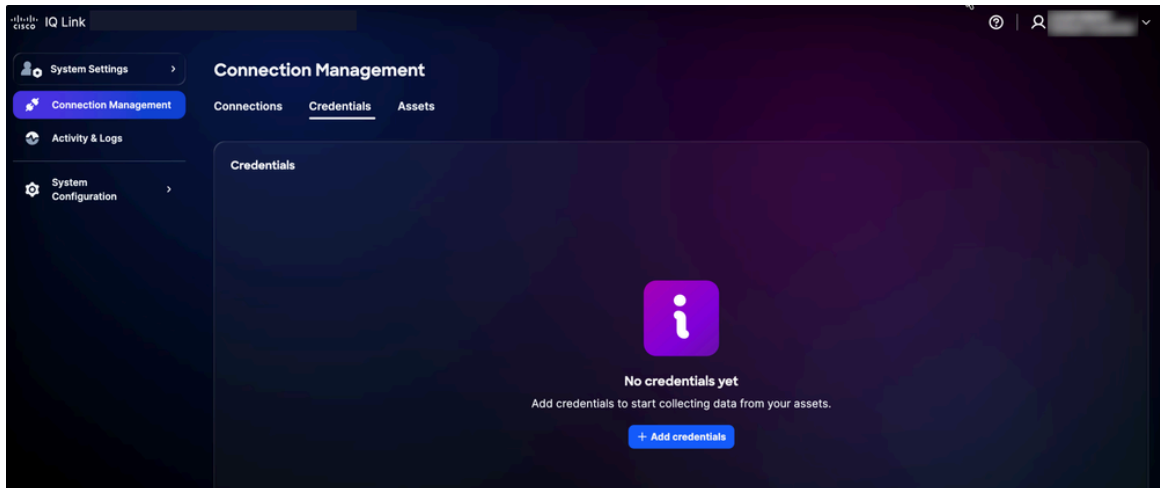 cisco IQ Link
System Settings
Connection Management
Activity & Logs
System
Configuration
Connection Management
Connections Credentials Assets
Credentials
No credentials yet
Add credentials to start collecting data from your assets.
+ Add credentials